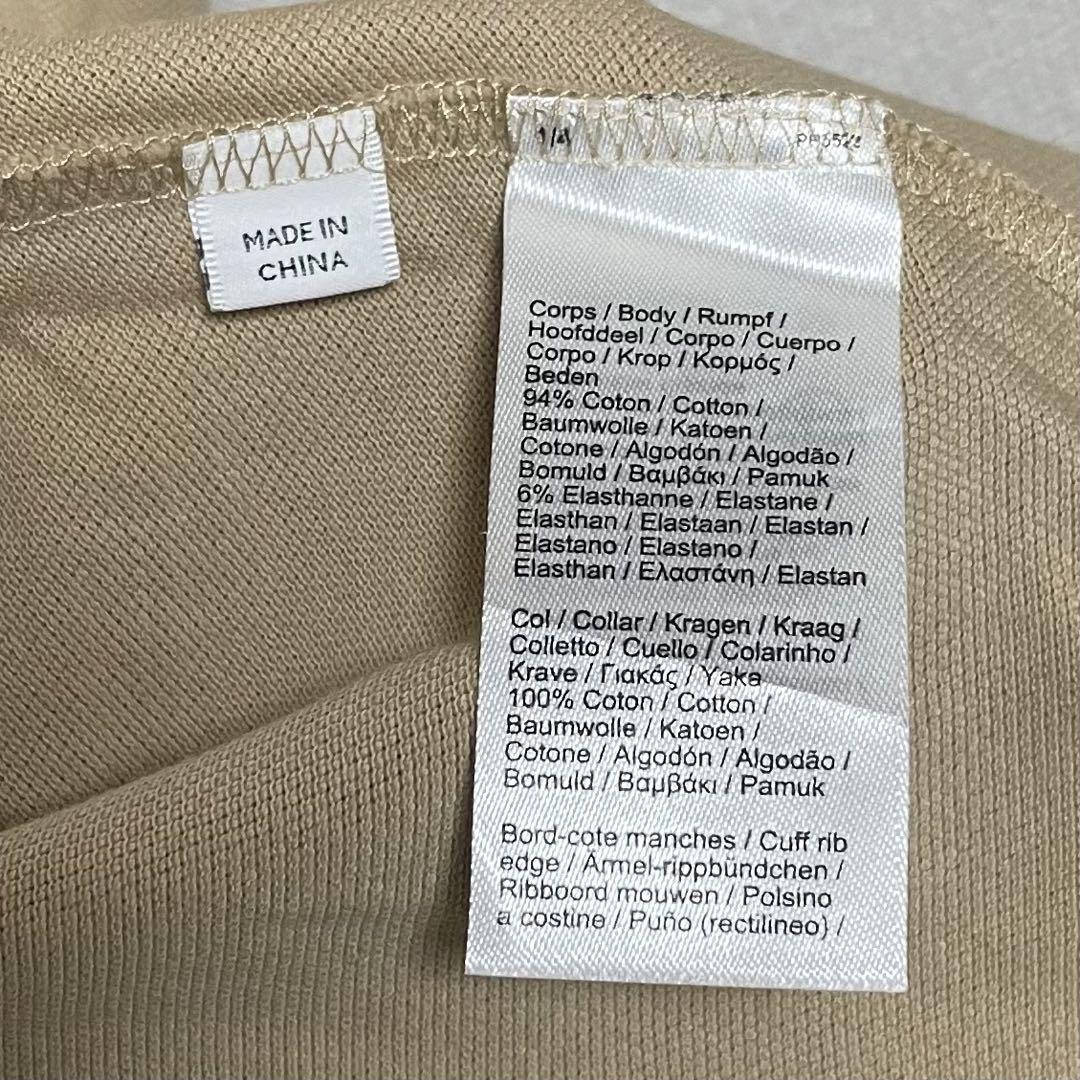 MADE IN
CHINA
1/4
Corps / Body / Rumpf /
Hoofddeel / Corpo / Cuerpo /
Corpo / Krop / Κορμός /
Beden
94% Coton / Cotton /
Baumwolle / Katoen /
Cotone / Algodón / Algodão /
Bomuld / Βαμβάκι / Pamuk
6% Elasthanne / Elastane /
Elasthan / Elastaan / Elastan /
Elastano / Elastano /
Elasthan / Ελαστάνη / Elastan
Col / Collar / Kragen / Kraag /
Colletto / Cuello / Colarinho /
Krave / Γιακάς / Yaka
100% Coton / Cotton /
Baumwolle / Katoen /
Cotone / Algodón / Algodão /
Bomuld / Βαμβάκι / Pamuk
Bord-cote manches / Cuff rib
edge / Ärmel-rippbündchen /
Ribboord mouwen / Polsino
a costine / Puño (rectilineo) /